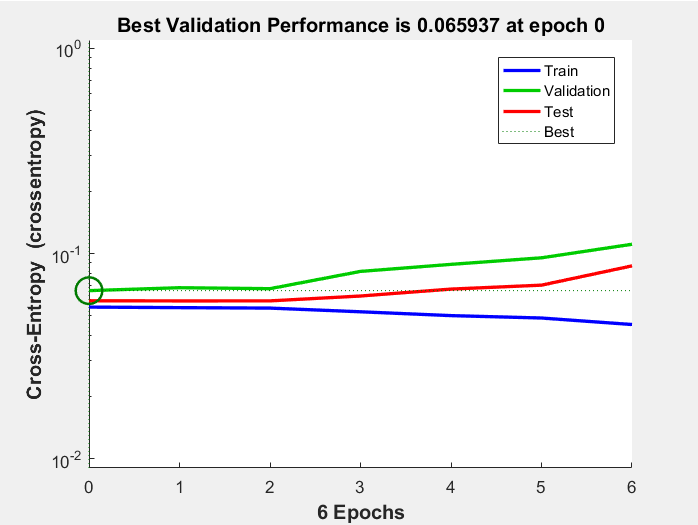 Best Validation Performance is 0.065937 at epoch 0
Cross-Entropy (crossentropy)
10^0
10^-1
10^-2
Train
Validation
Test
Best
0 1 2 3 4 5 6
6 Epochs